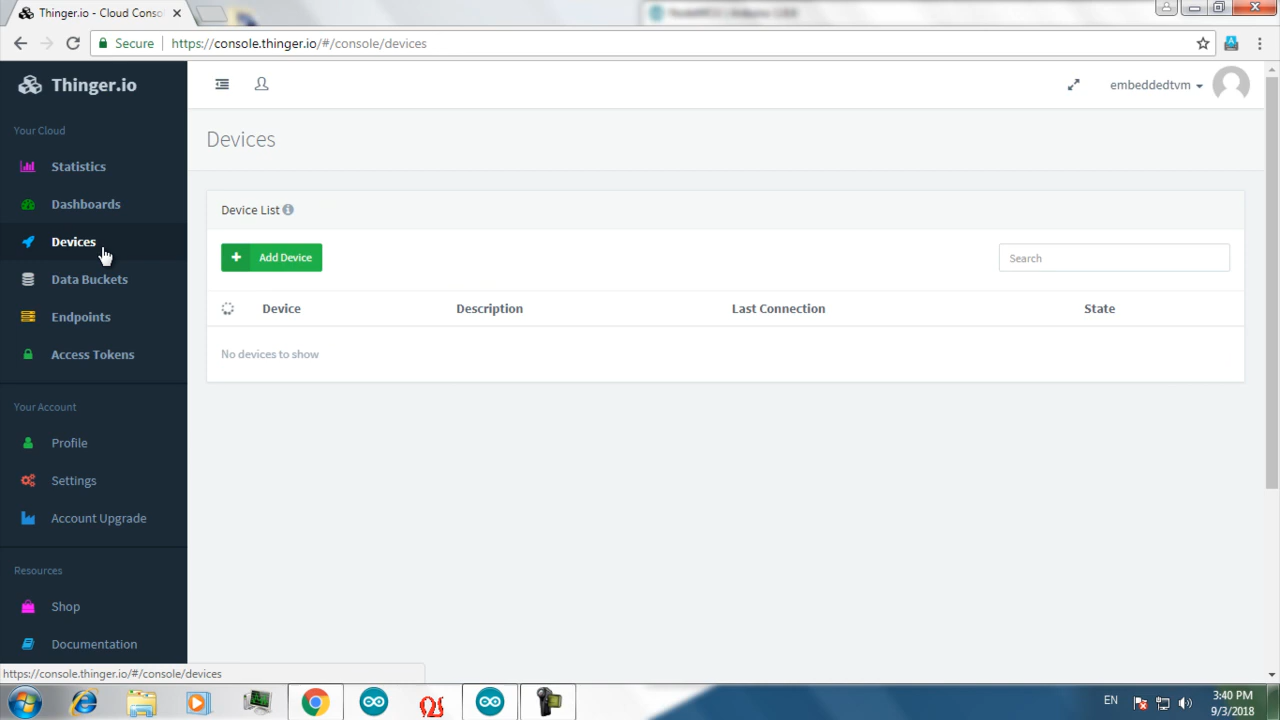 Thinger.io - Cloud Conso
Secure
https://console.thinger.io/#/console/devices
Thinger.io
embeddedtvm
Your Cloud
Statistics
Dashboards
Devices
Data Buckets
Endpoints
Access Tokens
Your Account
Profile
Settings
Account Upgrade
Resources
Shop
Documentation
Devices
Device List
+ Add Device
Search
Device Description Last Connection State
No devices to show
https://console.thinger.io/#/console/devices
EN
3:40 PM
9/3/2018